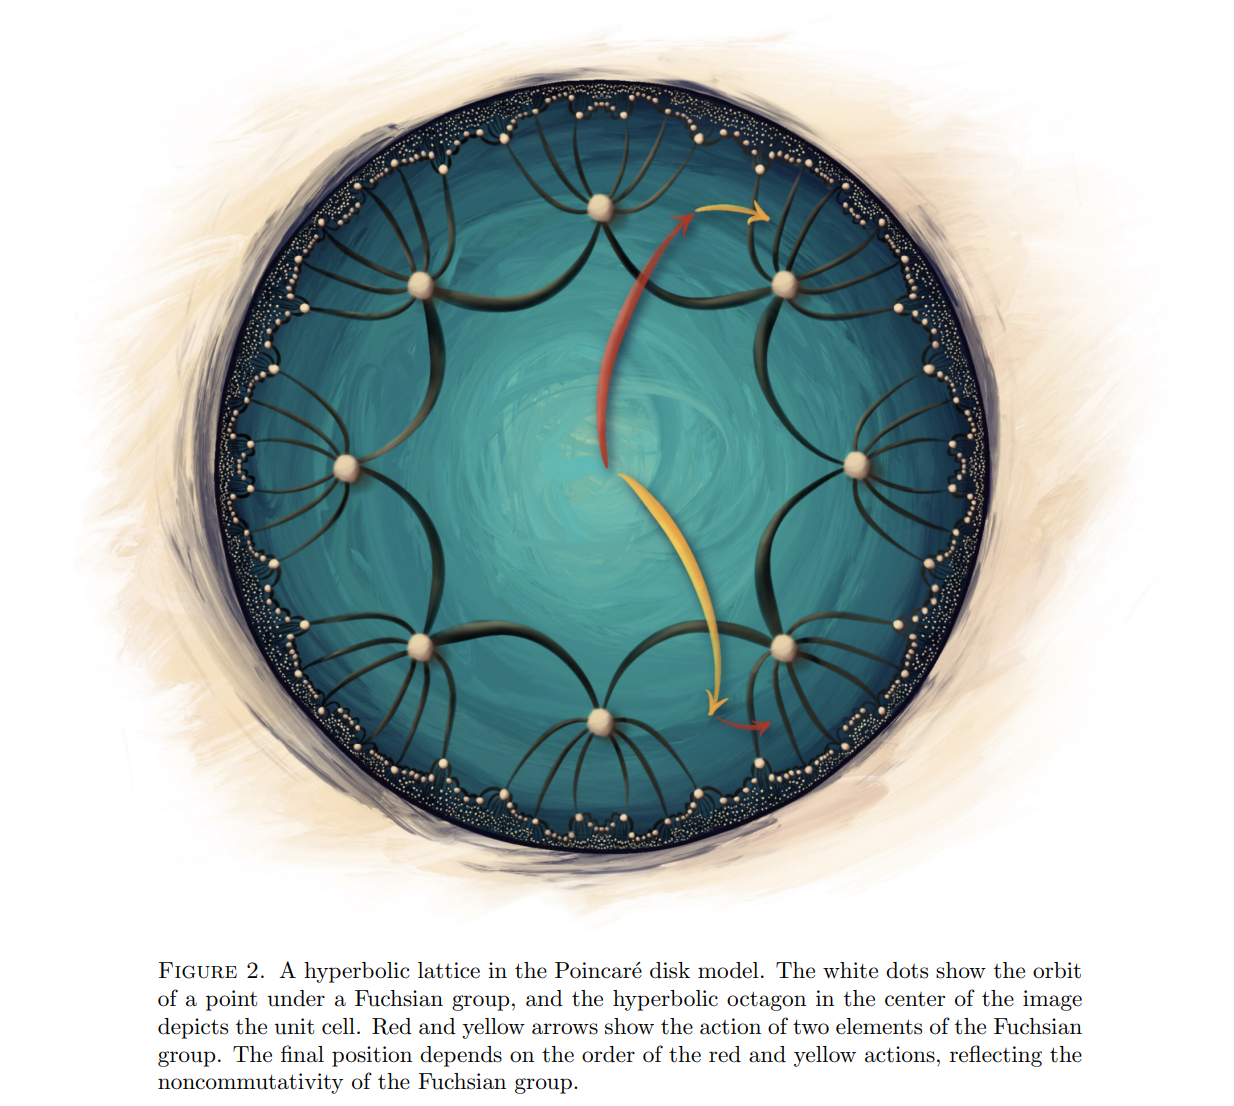 FIGURE 2. A hyperbolic lattice in the Poincaré disk model. The white dots show the orbit
of a point under a Fuchsian group, and the hyperbolic octagon in the center of the image
depicts the unit cell. Red and yellow arrows show the action of two elements of the Fuchsian
group. The final position depends on the order of the red and yellow actions, reflecting the
noncommutativity of the Fuchsian group.